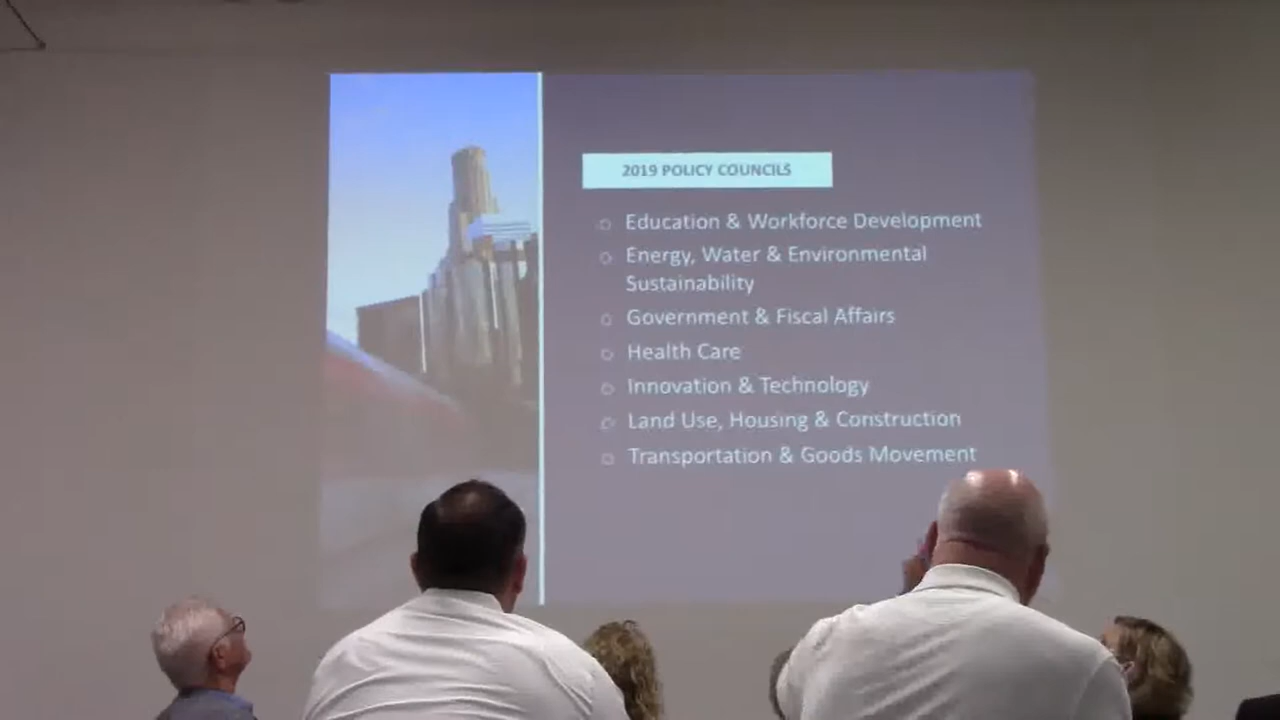 2019 POLICY COUNCILS
Education & Workforce Development
Energy, Water & Environmental
Sustainability
Government & Fiscal Affairs
Health Care
Innovation & Technology
Land Use, Housing & Construction
Transportation & Goods Movement